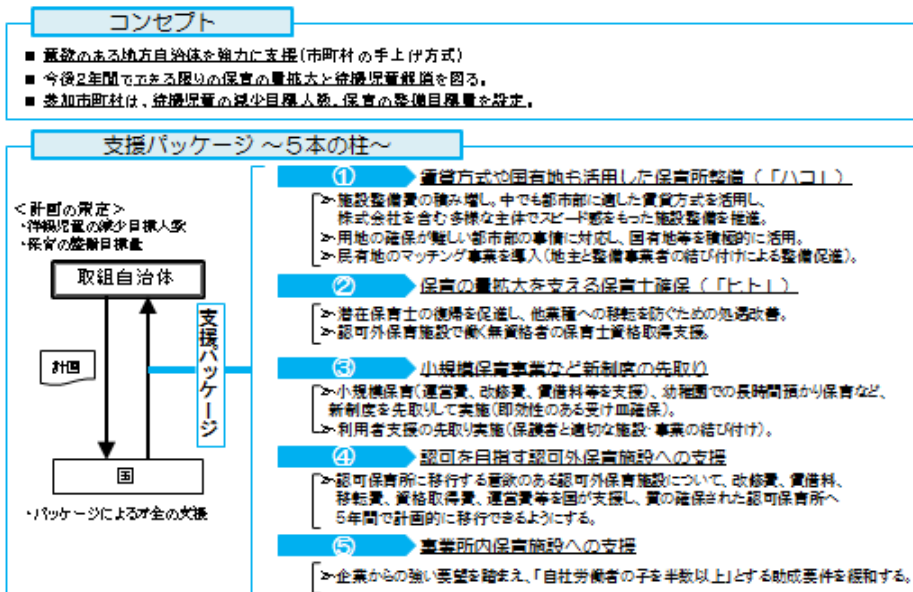 コンセプト
■ 意欲のある地方自治体を強力に支援(市町村の手上げ方式)
■ 今後2年間でできる限りの保育の量拡大と待機児童解消を図る。
■ 参加市町村は、待機児童の減少目標人数、保育の整備目標量を設定。
支援パッケージ ～5本の柱～
＜計画の策定＞
・待機児童の減少目標人数
・保育の整備目標量
取組自治体
計画
支援パッケージ
国
・パッケージによる万全の支援
① 賃貸方式や国有地も活用した保育所整備（「ハコ」）
➢施設整備費の積み増し。中でも都市部に適した賃貸方式を活用し、
株式会社を含む多様な主体でスピード感をもった施設整備を推進。
➢用地の確保が難しい都市部の事情に対応し、国有地等を積極的に活用。
➢民有地のマッチング事業を導入(地主と整備事業者の結び付けによる整備促進)。
② 保育の量拡大を支える保育士確保（「ヒト」）
➢潜在保育士の復帰を促進し、他業種への移転を防ぐための処遇改善。
➢認可外保育施設で働く無資格者の保育士資格取得支援。
③ 小規模保育事業など新制度の先取り
➢小規模保育(運営費、改修費、賃借料等を支援)、幼稚園での長時間預かり保育など、
新制度を先取りして実施(即効性のある受け皿確保)。
➢利用者支援の先取り実施(保護者と適切な施設・事業の結び付け)。
④ 認可を目指す認可外保育施設への支援
➢認可保育所に移行する意欲のある認可外保育施設について、改修費、賃借料、
移転費、資格取得費、運営費等を国が支援し、質の確保された認可保育所へ
5年間で計画的に移行できるようにする。
⑤ 事業所内保育施設への支援
➢企業からの強い要望を踏まえ、「自社労働者の子を半数以上」とする助成要件を緩和する。